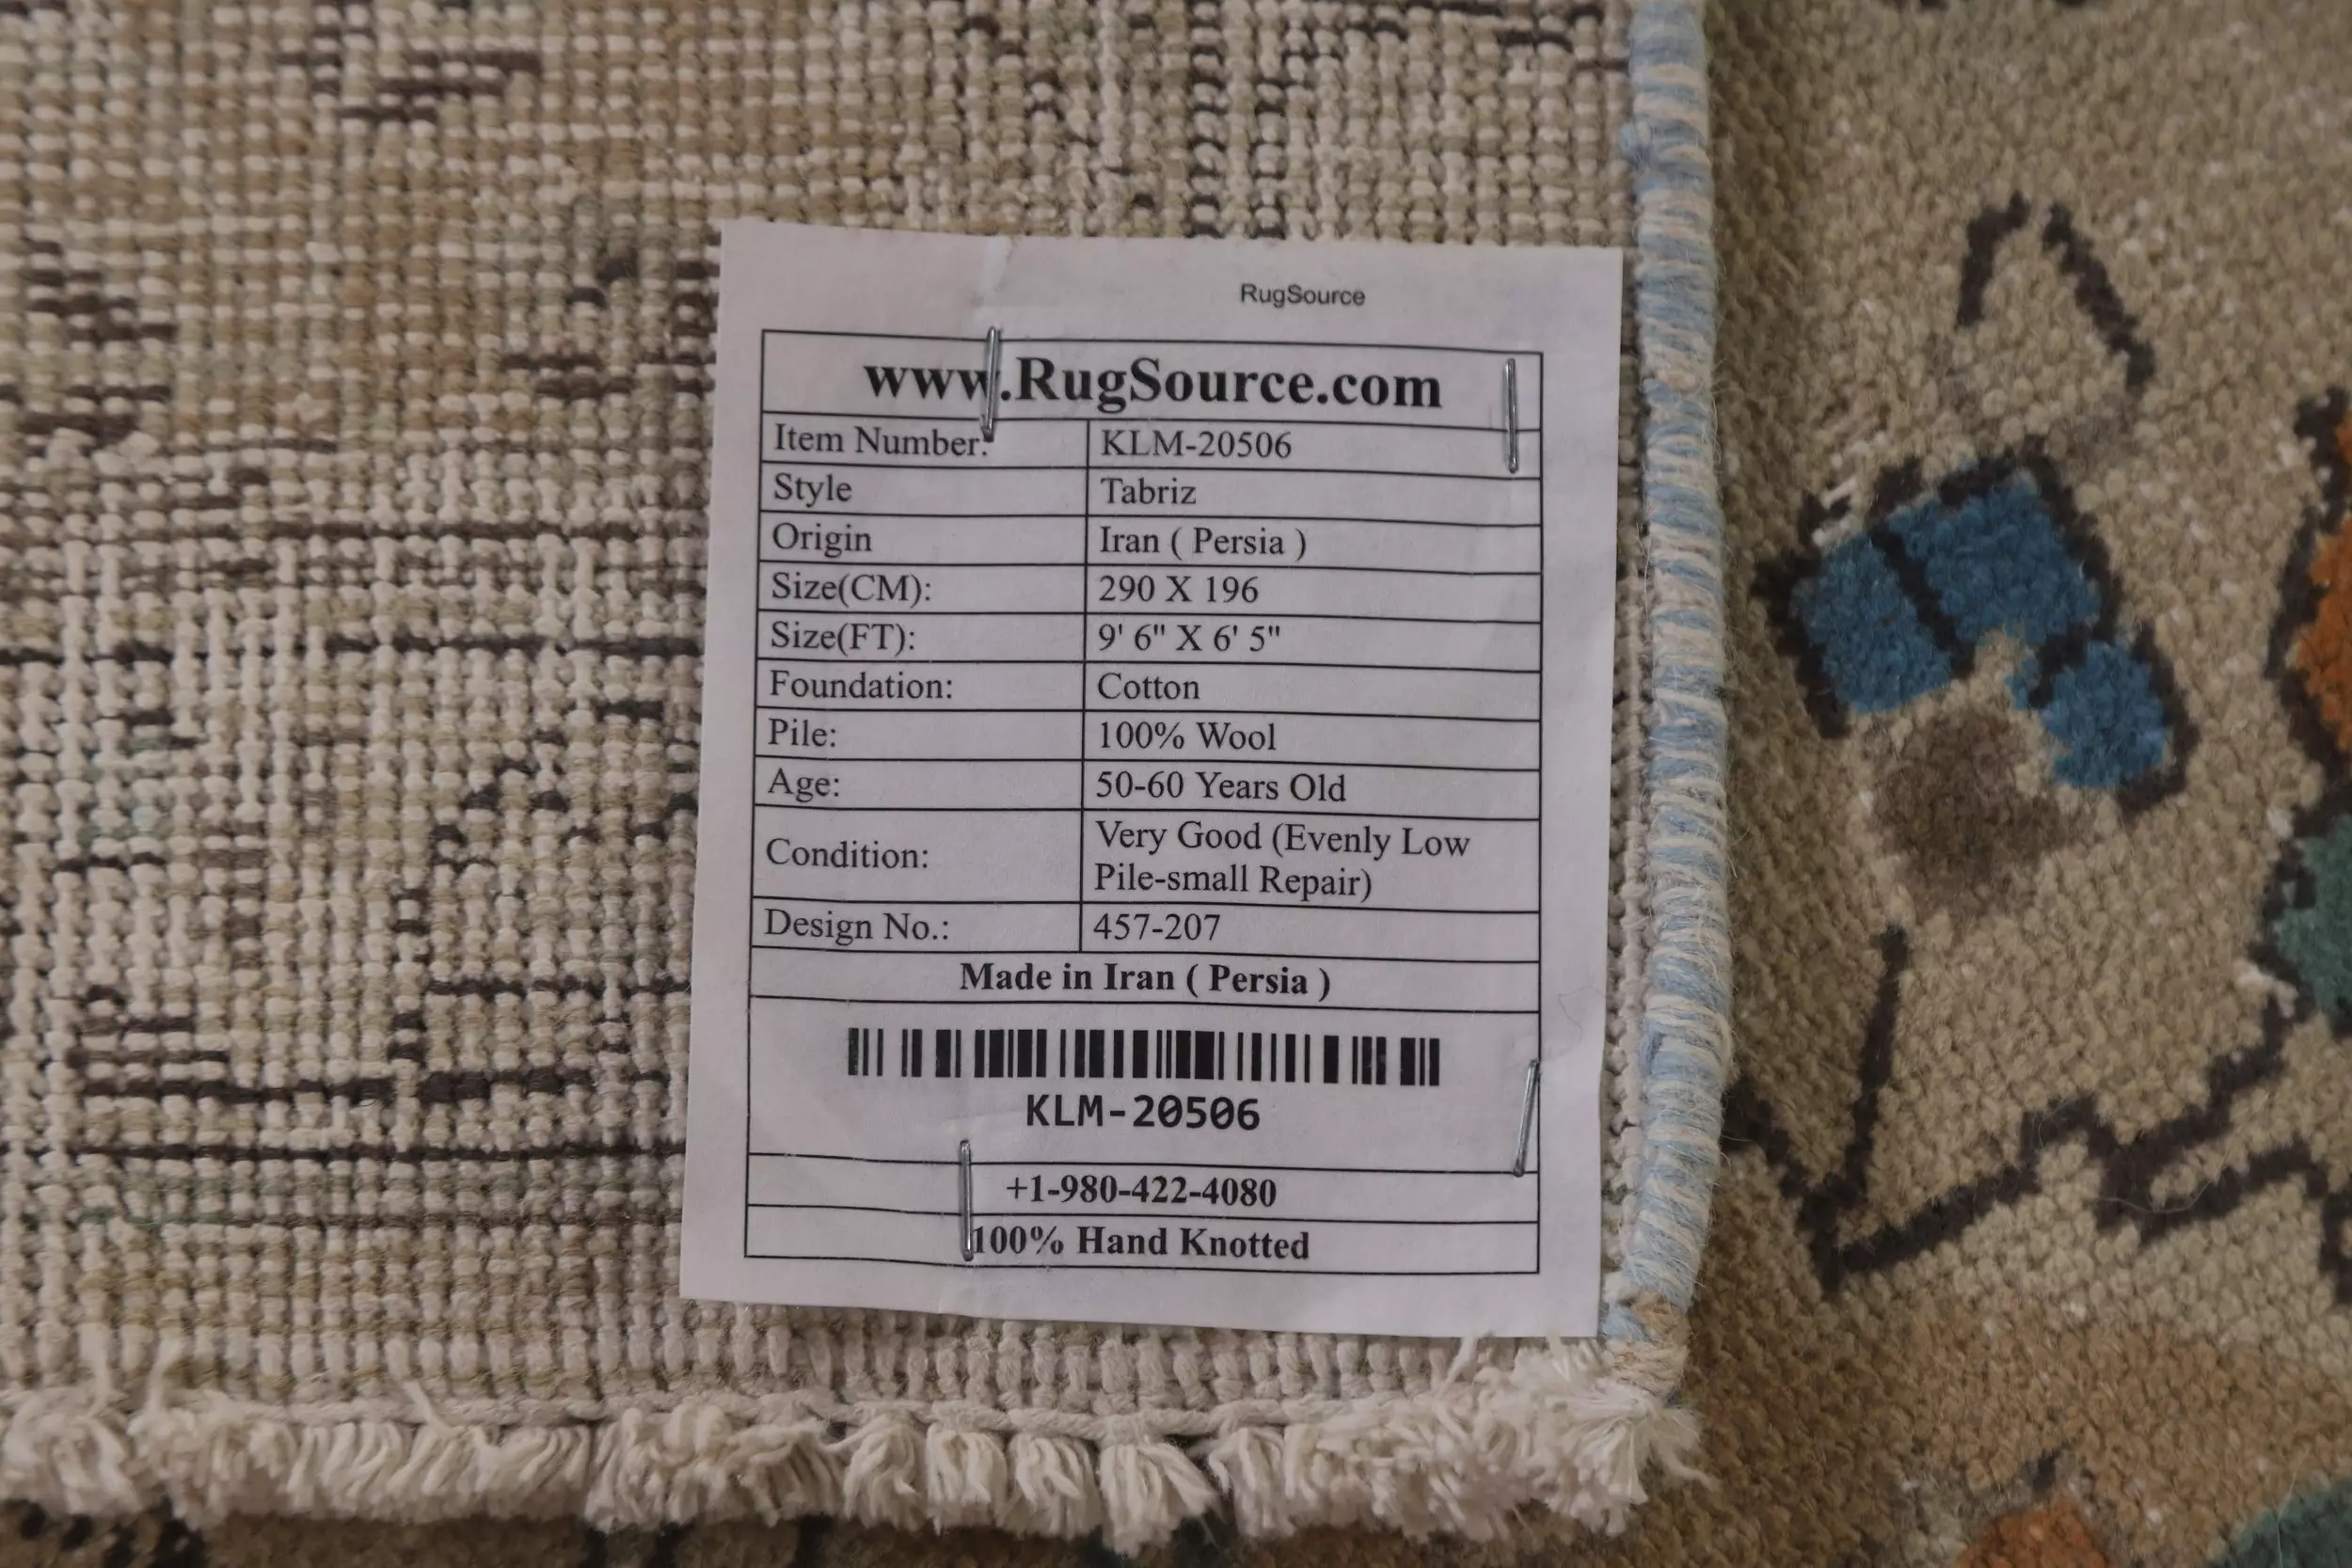 RugSource
www.RugSource.com
Item Number: KLM-20506
Style Tabriz
Origin Iran ( Persia )
Size(CM): 290 X 196
Size(FT): 9' 6" X 6' 5"
Foundation: Cotton
Pile: 100% Wool
Age: 50-60 Years Old
Condition: Very Good (Evenly Low
Pile-small Repair)
Design No.: 457-207
Made in Iran ( Persia )
KLM-20506
+1-980-422-4080
100% Hand Knotted